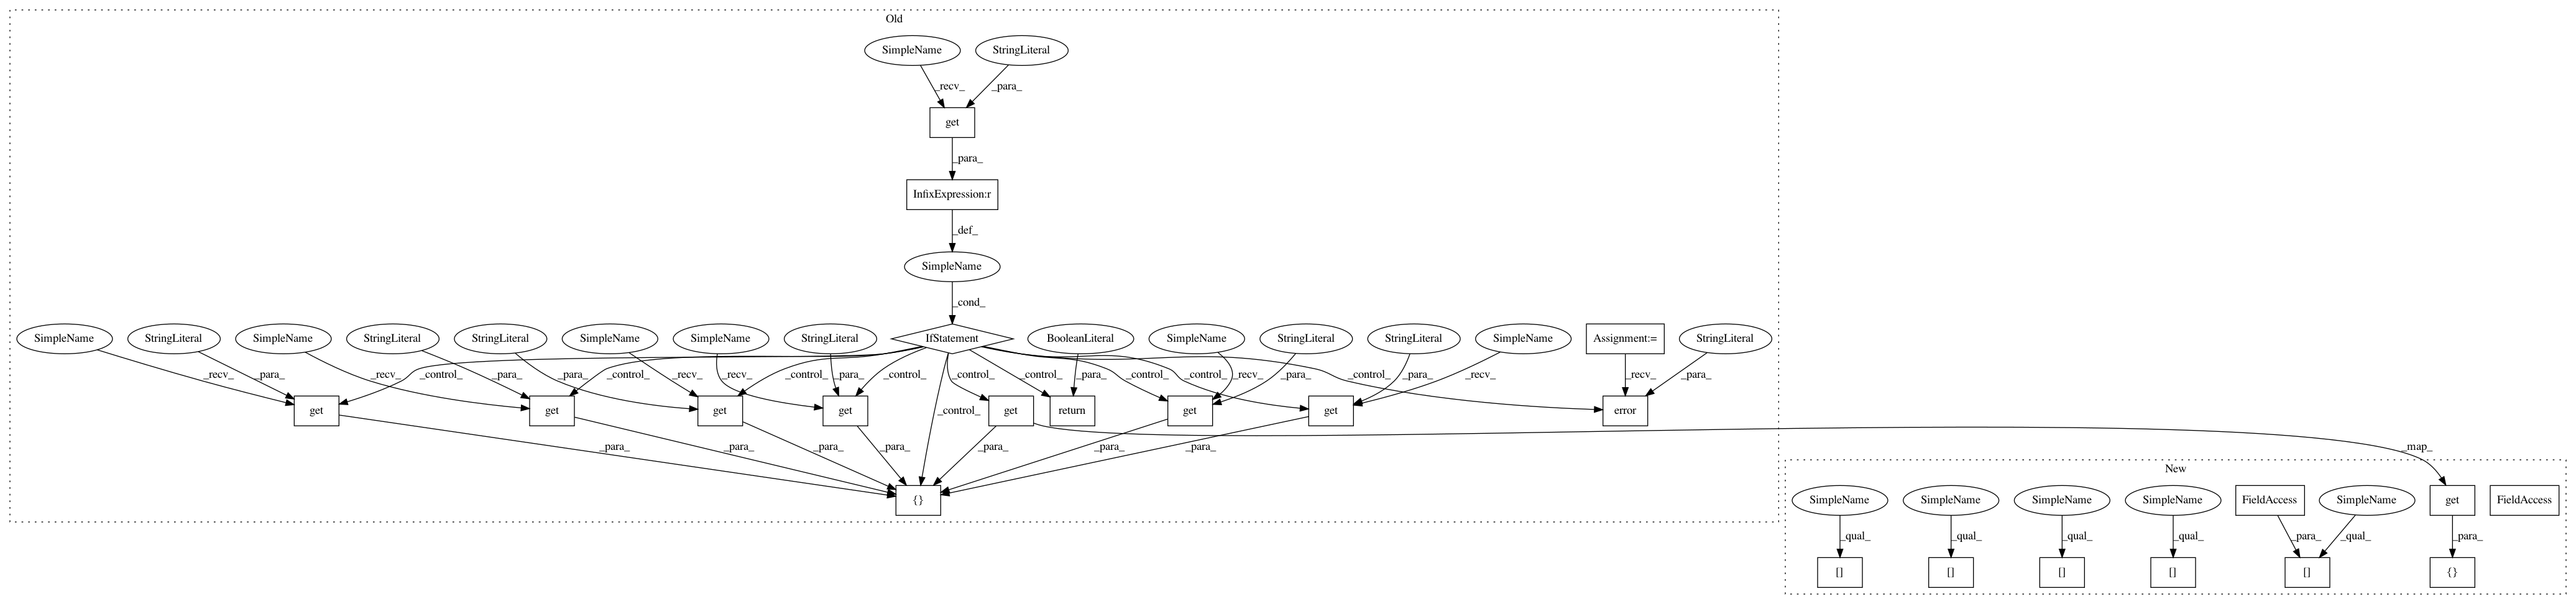 Old
SimpleName StringLiteral
_recv_ _para_
get
_para_
InfixExpression:r
_def_
SimpleName
_cond_
SimpleName StringLiteral SimpleName StringLiteral StringLiteral SimpleName SimpleName StringLiteral IfStatement BooleanLiteral SimpleName StringLiteral StringLiteral SimpleName Assignment:= StringLiteral
_recv_ _para_ _control_ _recv_ _para_ _control_ _para_ _recv_ _control_ _recv_ _para_ _control_ _control_ _control_ _para_ _control_ _recv_ _para_ _control_ _para_ _recv_ _control_ _recv_ _para_
get get get get _control_ get return get get error
_para_ _para_ _para_ _para_ _para_ _para_ _para_ _map_
New
{} SimpleName SimpleName SimpleName SimpleName FieldAccess SimpleName get FieldAccess
_qual_ _qual_ _qual_ _qual_ _para_ _qual_ _para_
[] [] [] [] [] {}